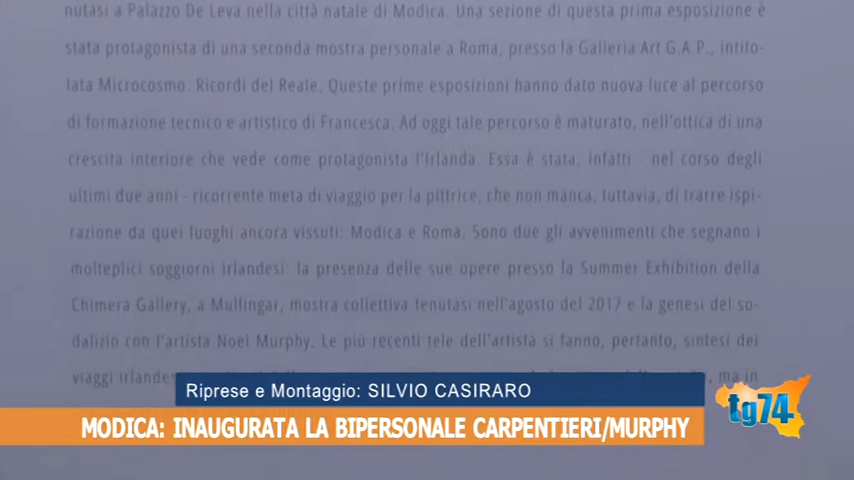 nutasi a Palazzo De Leva nella città natale di Modica. Una sezione di questa prima esposizione è
stata protagonista di una seconda mostra personale a Roma, presso la Galleria Art G.A.P., intito-
lata Microcosmo. Ricordi del Reale. Queste prime esposizioni hanno dato nuova luce al percorso
di formazione tecnico e artistico di Francesca. Ad oggi tale percorso è maturato, nell'ottica di una
crescita interiore che vede come protagonista l'Irlanda. Essa è stata, infatti - nel corso degli
ultimi due anni - ricorrente meta di viaggio per la pittrice, che non manca, tuttavia, di trarre ispi-
razione da quei luoghi ancora vissuti: Modica e Roma. Sono due gli avvenimenti che segnano i
molteplici soggiorni irlandesi: la presenza delle sue opere presso la Summer Exhibition della
Chimera Gallery, a Mullingar, mostra collettiva tenutasi nell'agosto del 2017 e la genesi del so-
dalizio con l'artista Noel Murphy. Le più recenti tele dell'artista si fanno, pertanto, sintesi dei
viaggi ma in
Riprese e Montaggio: SILVIO CASIRARO
MODICA: INAUGURATA LA BIPERSONALE CARPENTIERI/MURPHY
tg74